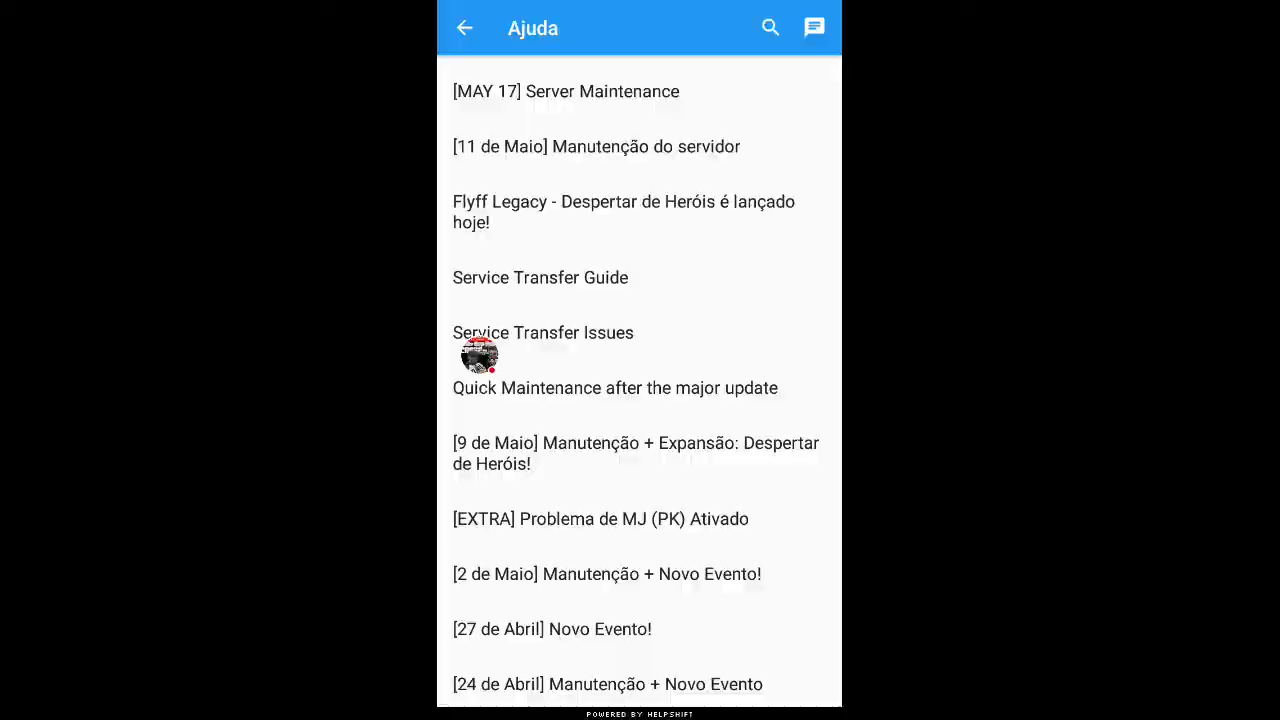 Ajuda
[MAY 17] Server Maintenance
[11 de Maio] Manutenção do servidor
Flyff Legacy - Despertar de Heróis é lançado
hoje!
Service Transfer Guide
Service Transfer Issues
Quick Maintenance after the major update
[9 de Maio] Manutenção + Expansão: Despertar
de Heróis!
[EXTRA] Problema de MJ (PK) Ativado
[2 de Maio] Manutenção + Novo Evento!
[27 de Abril] Novo Evento!
[24 de Abril] Manutenção + Novo Evento
POWERED BY HELPSHIFT